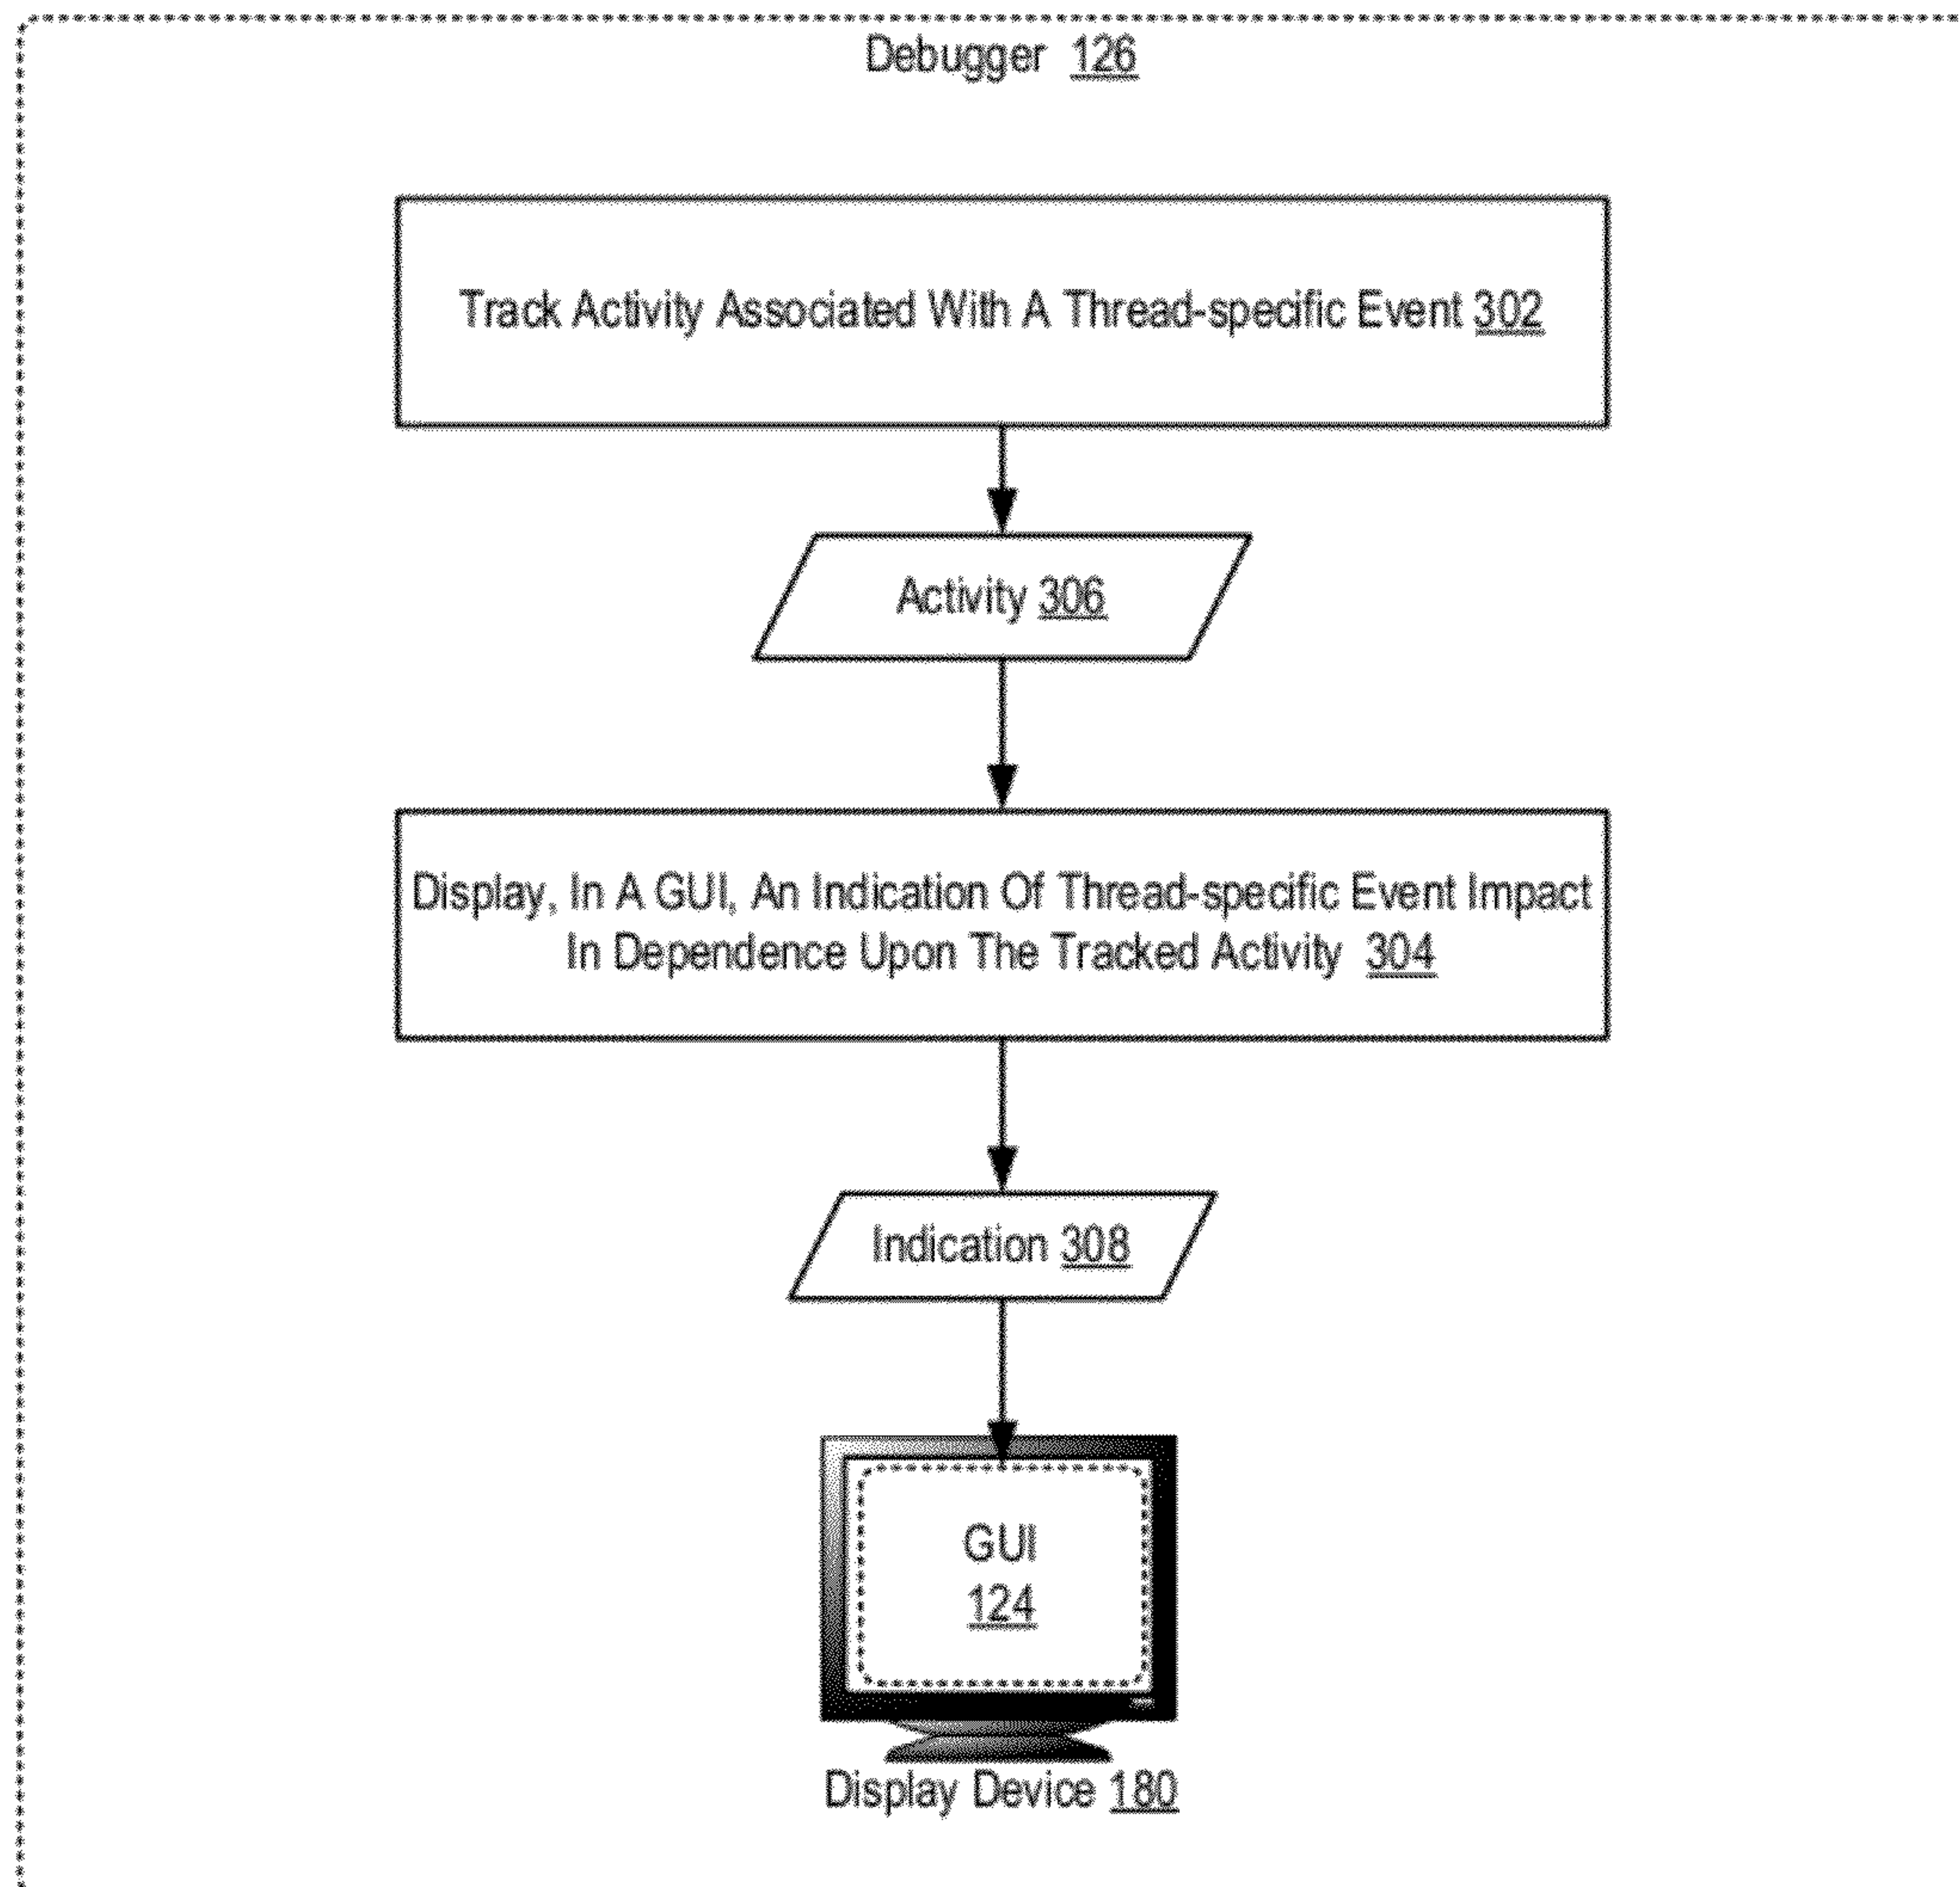 Debugger 126
Track Activity Associated With A Thread-specific Event 302
Activity 306
Display, In A GUI, An Indication Of Thread-specific Event Impact
In Dependence Upon The Tracked Activity 304
Indication 308
GUI
124
Display Device 180